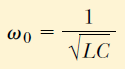 ω₀ = 1 / √LC